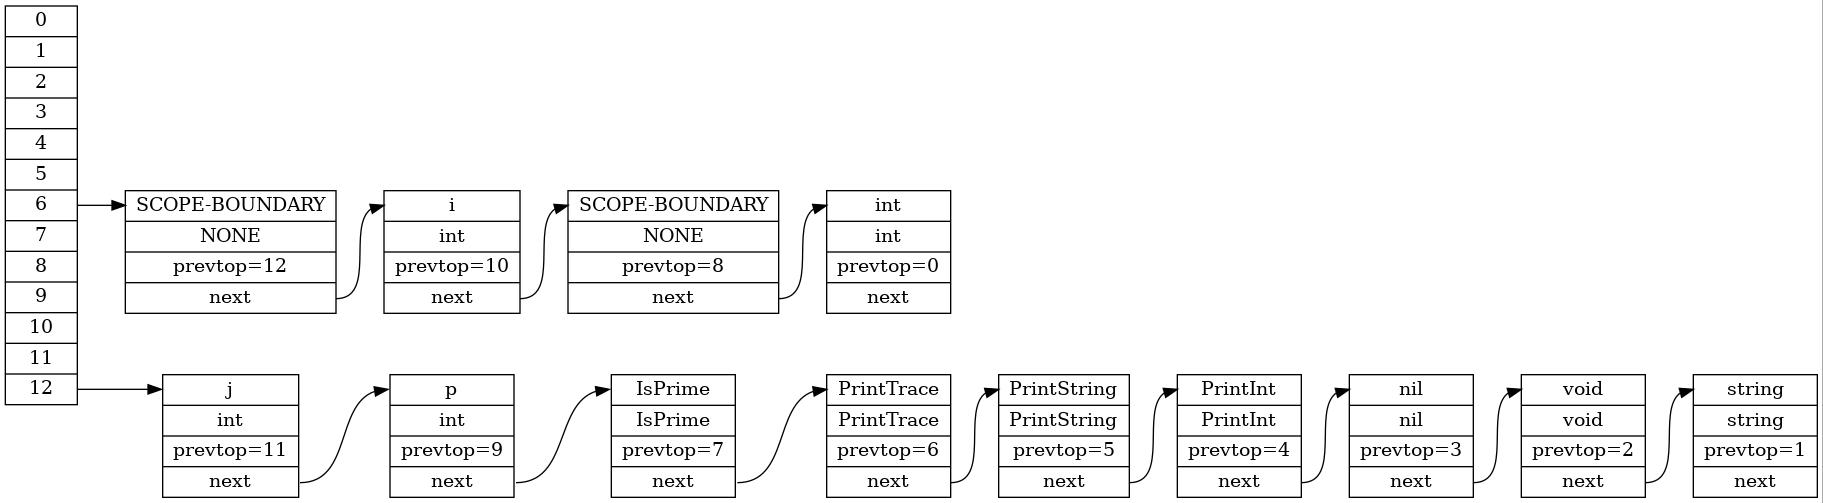 0
1
2
3
4
5
6
7
8
9
10
11
12
SCOPE-BOUNDARY
NONE
prevtop=12
next
i
int
prevtop=10
next
SCOPE-BOUNDARY
NONE
prevtop=8
next
int
int
prevtop=0
next
j
int
prevtop=11
next
p
int
prevtop=9
next
IsPrime
IsPrime
prevtop=7
next
PrintTrace
PrintTrace
prevtop=6
next
PrintString
PrintString
prevtop=5
next
PrintInt
PrintInt
prevtop=4
next
nil
nil
prevtop=3
next
void
void
prevtop=2
next
string
string
prevtop=1
next